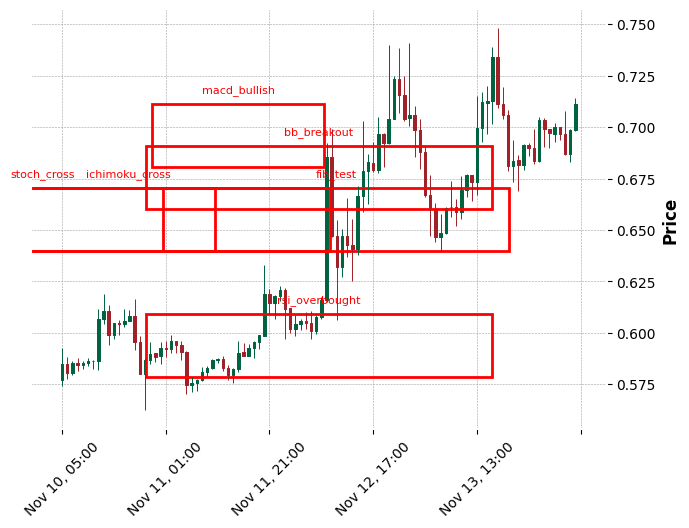 0.750
0.725
macd_bullish
0.700
bb_breakout
stoch_cross
ichimoku_cross
fib_test
0.675
0.650
Price
0.625
rsi_overbought
0.600
0.575
Nov 10, 05:00
Nov 11, 01:00
Nov 11, 21:00
Nov 12, 17:00
Nov 13, 13:00